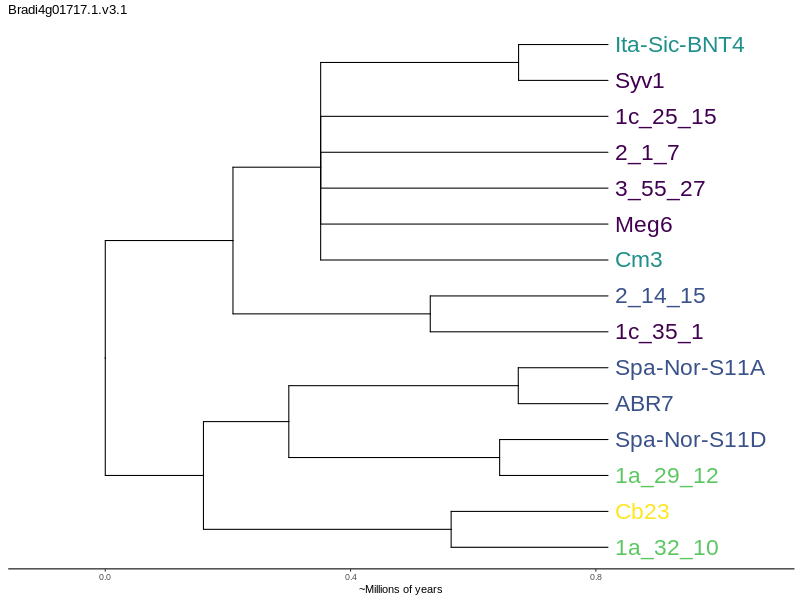 Bradi4g01717.1.v3.1
Ita-Sic-BNT4
Syv1
1c_25_15
2_1_7
3_55_27
Meg6
Cm3
2_14_15
1c_35_1
Spa-Nor-S11A
ABR7
Spa-Nor-S11D
1a_29_12
Cb23
1a_32_10
0.0 0.4 0.8
~Millions of years